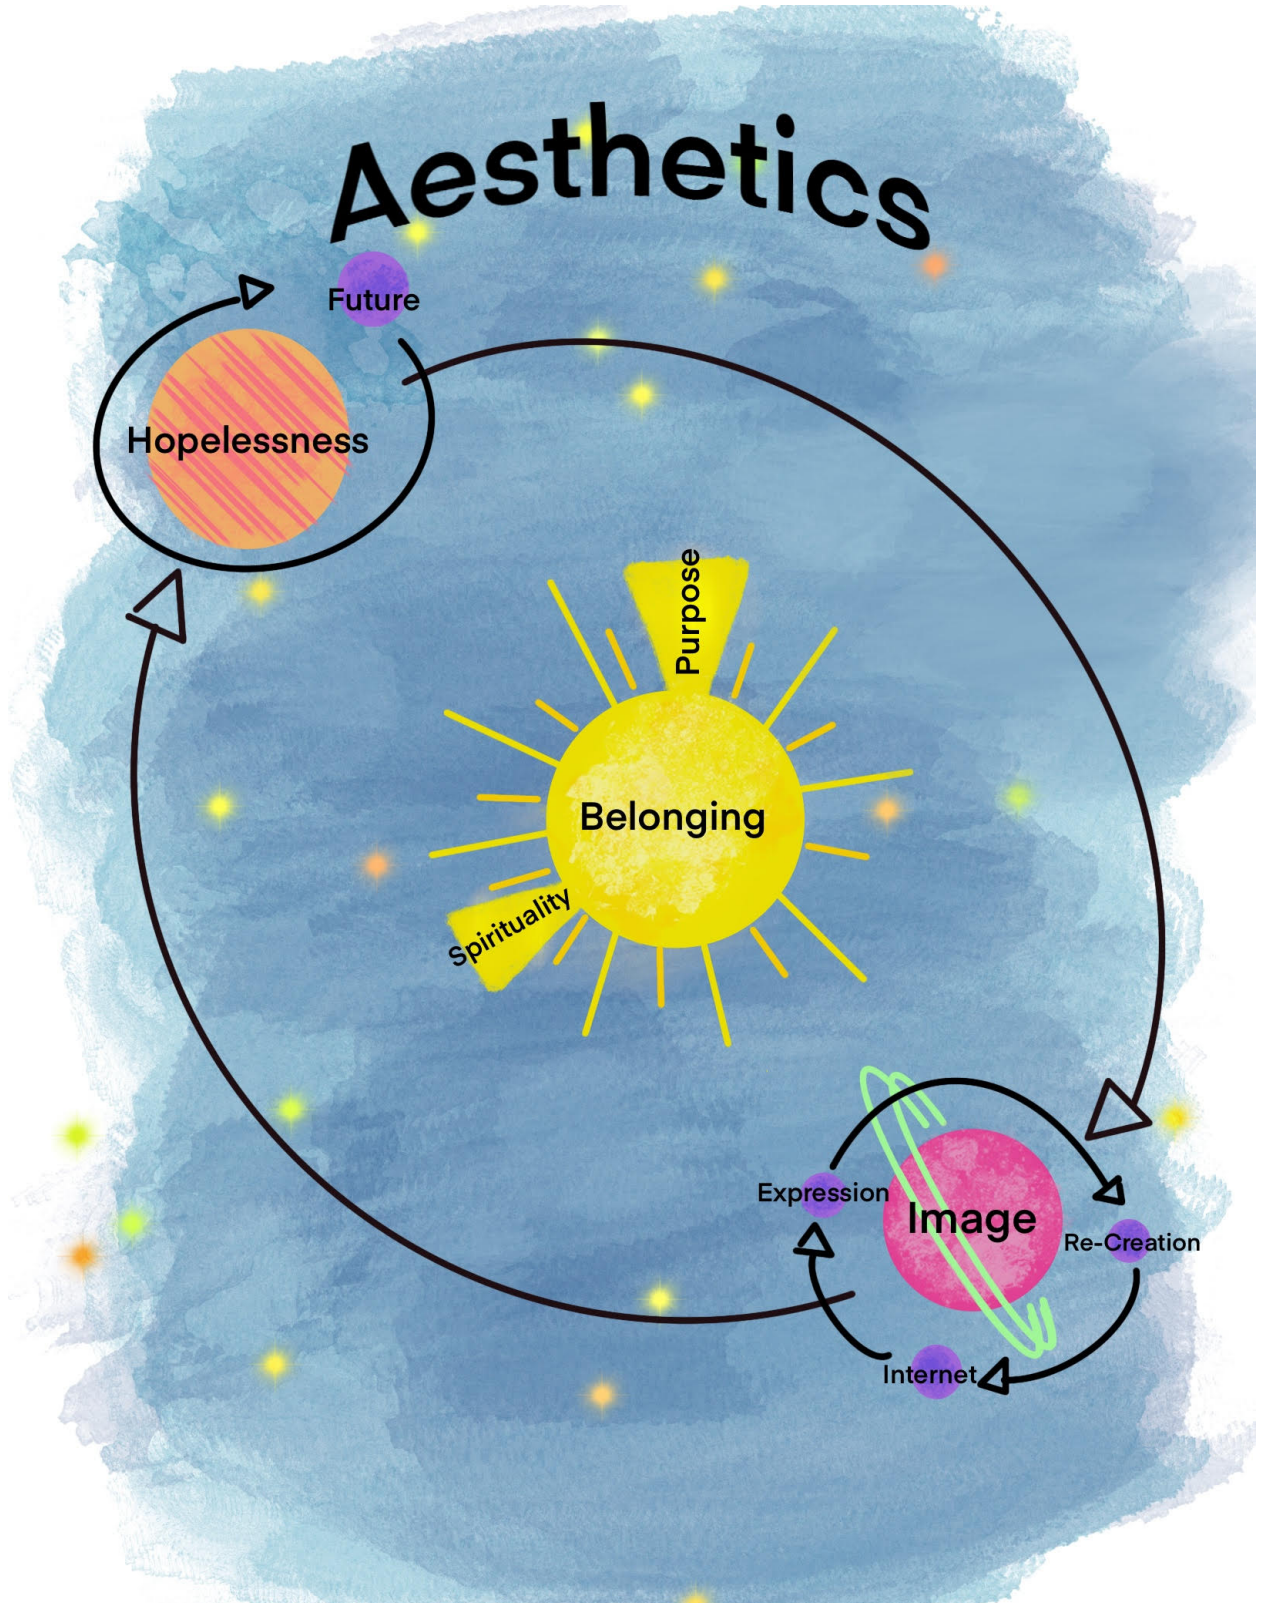 Aesthetics
Future
Hopelessness
Purpose
Belonging
Spirituality
Expression
Image
Re-Creation
Internet